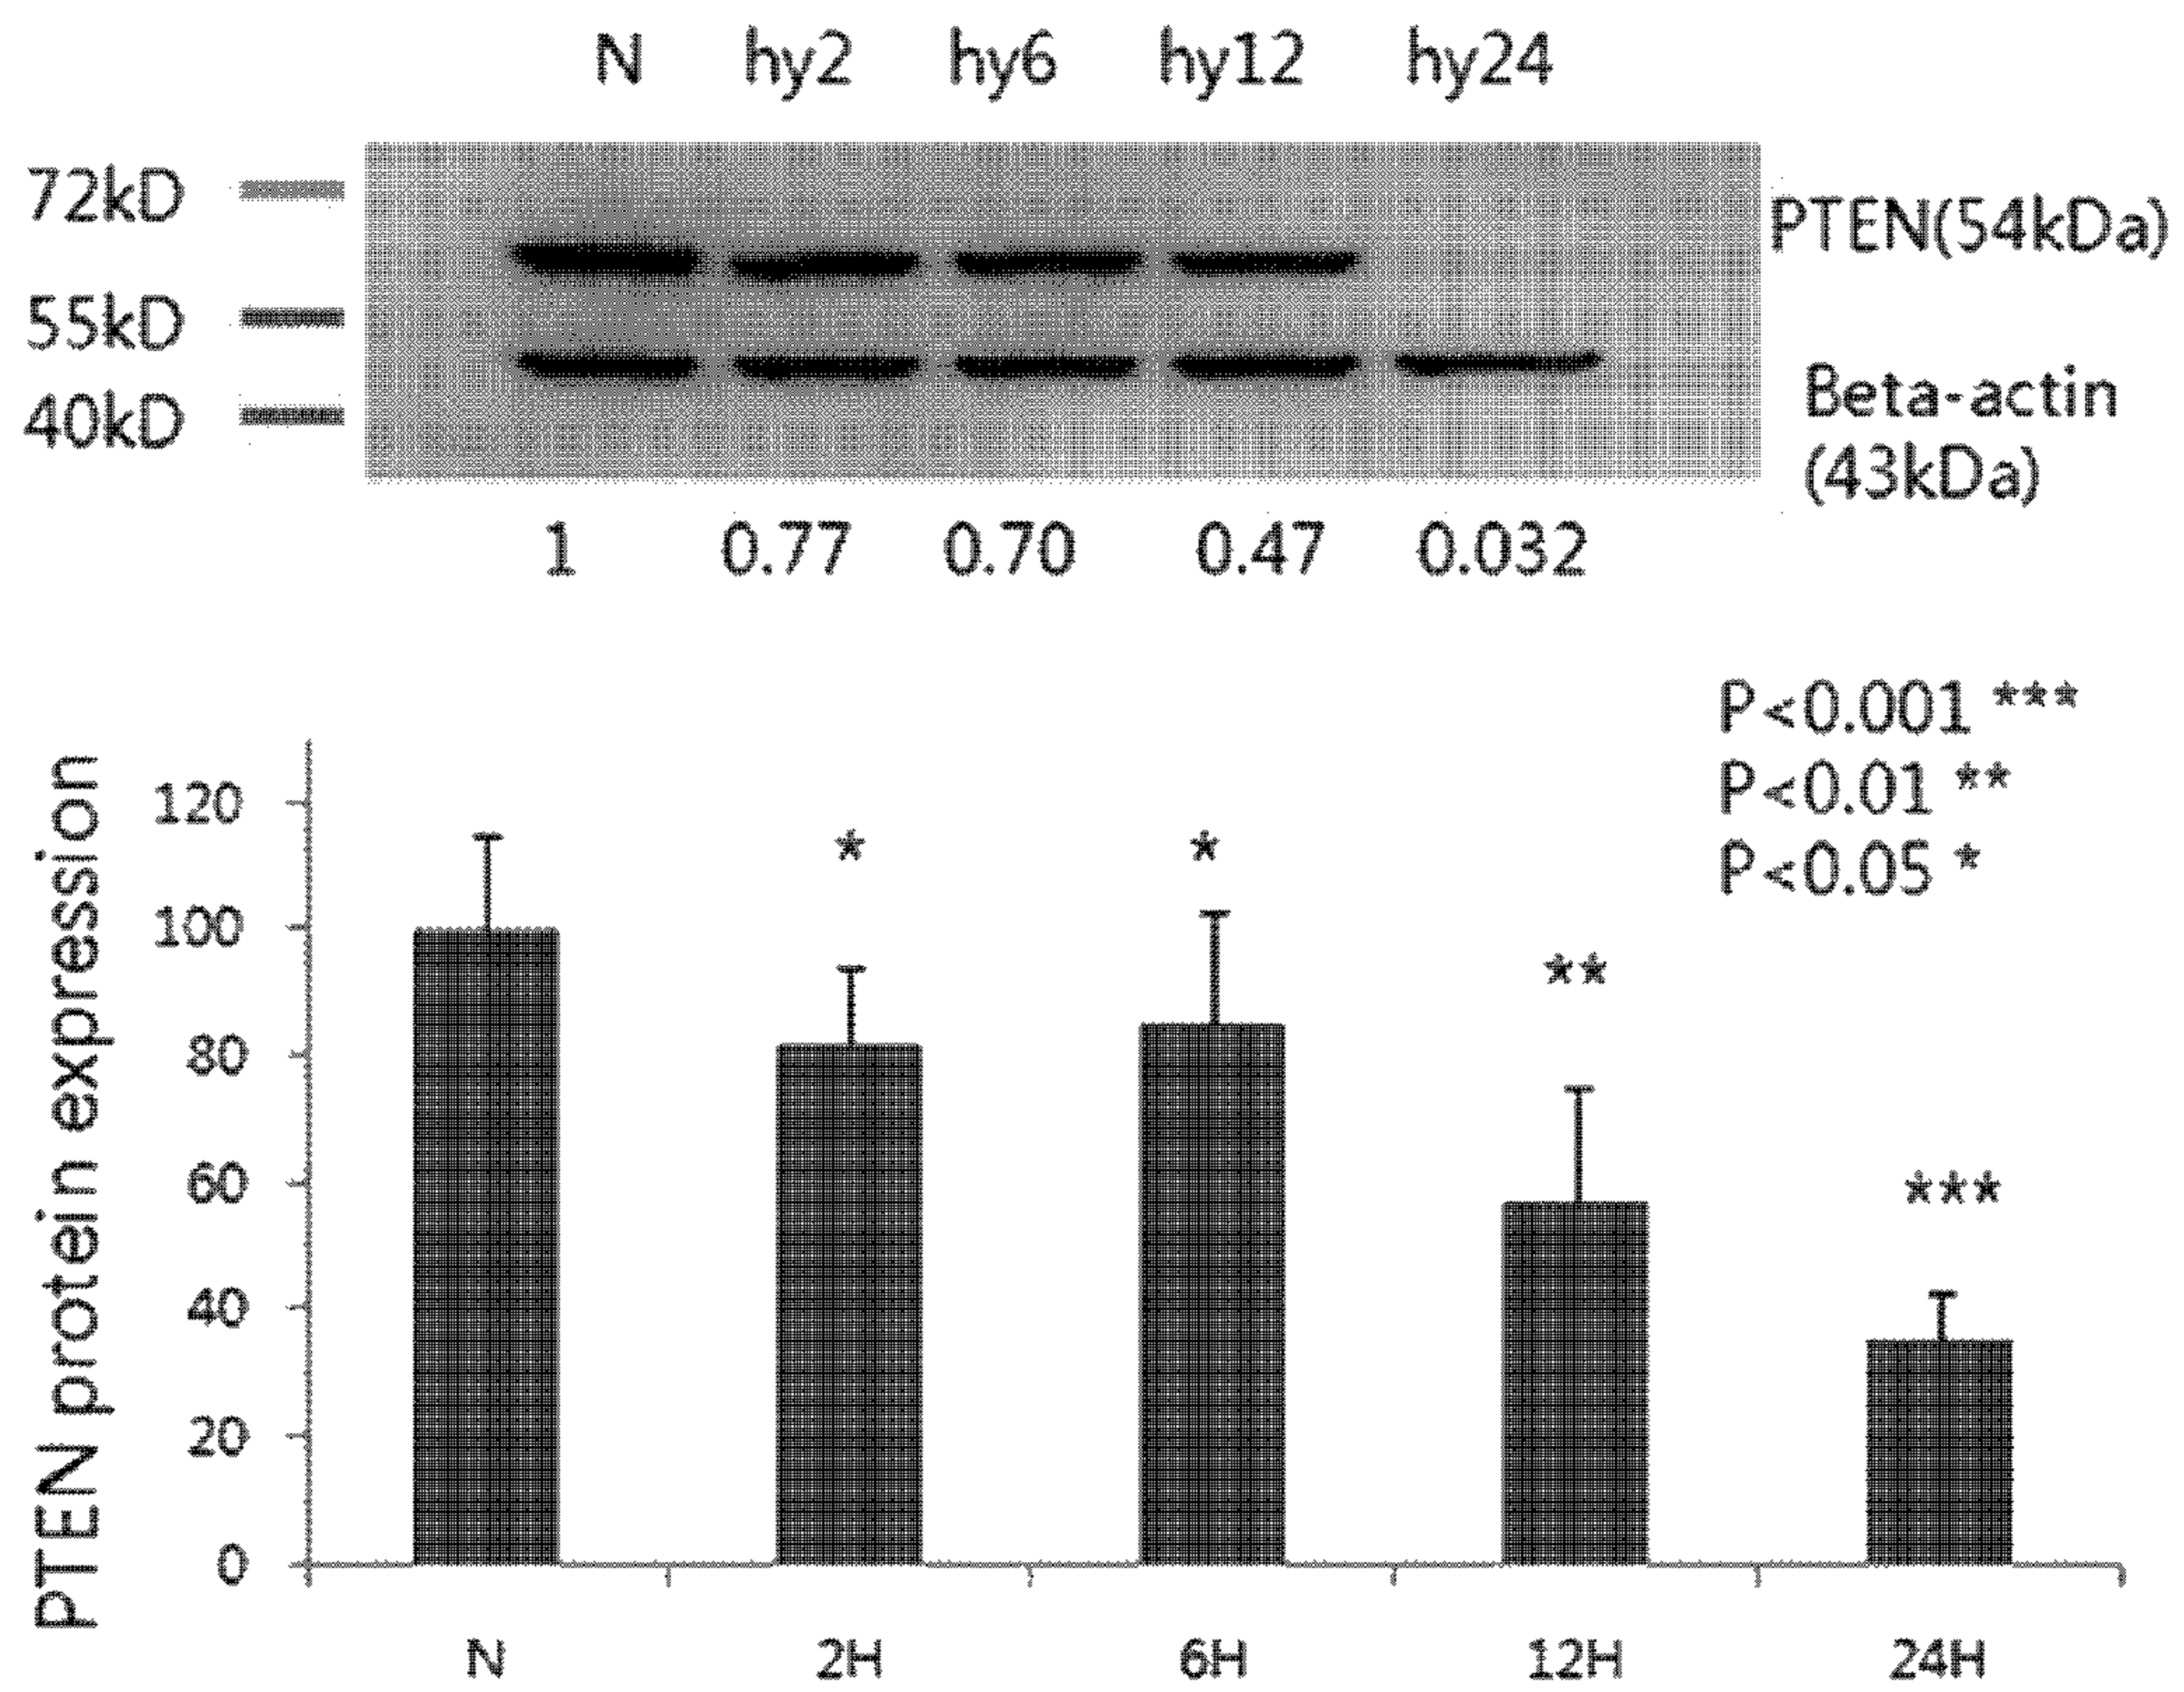 N hy2 hy6 hy12 hy24
72kD
PTEN(54kDa)
55kD
Beta-actin
40kD
(43kDa)
1 0.77 0.70 0.47 0.032
P<0.001 ***
P<0.01 **
P<0.05 *
PTEN protein expression
120
100
80
60
40
20
0
* * ** ***
N 2H 6H 12H 24H